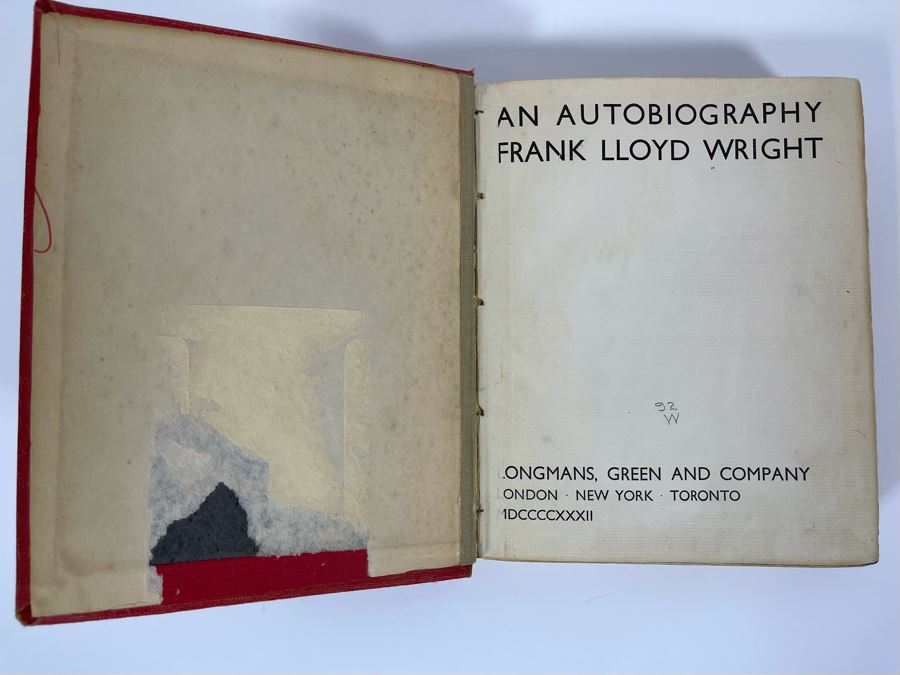 AN AUTOBIOGRAPHY
FRANK LLOYD WRIGHT
92
W
LONGMANS, GREEN AND COMPANY
LONDON · NEW YORK · TORONTO
MDCCCCXXXII